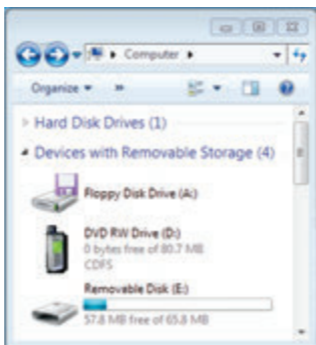 Computer
Organize
»
Hard Disk Drives (1)
Devices with Removable Storage (4)
Floppy Disk Drive (A:)
DVD RW Drive (D:)
0 bytes free of 80.7 MB
CDFS
Removable Disk (E:)
57.8 MB free of 65.8 MB